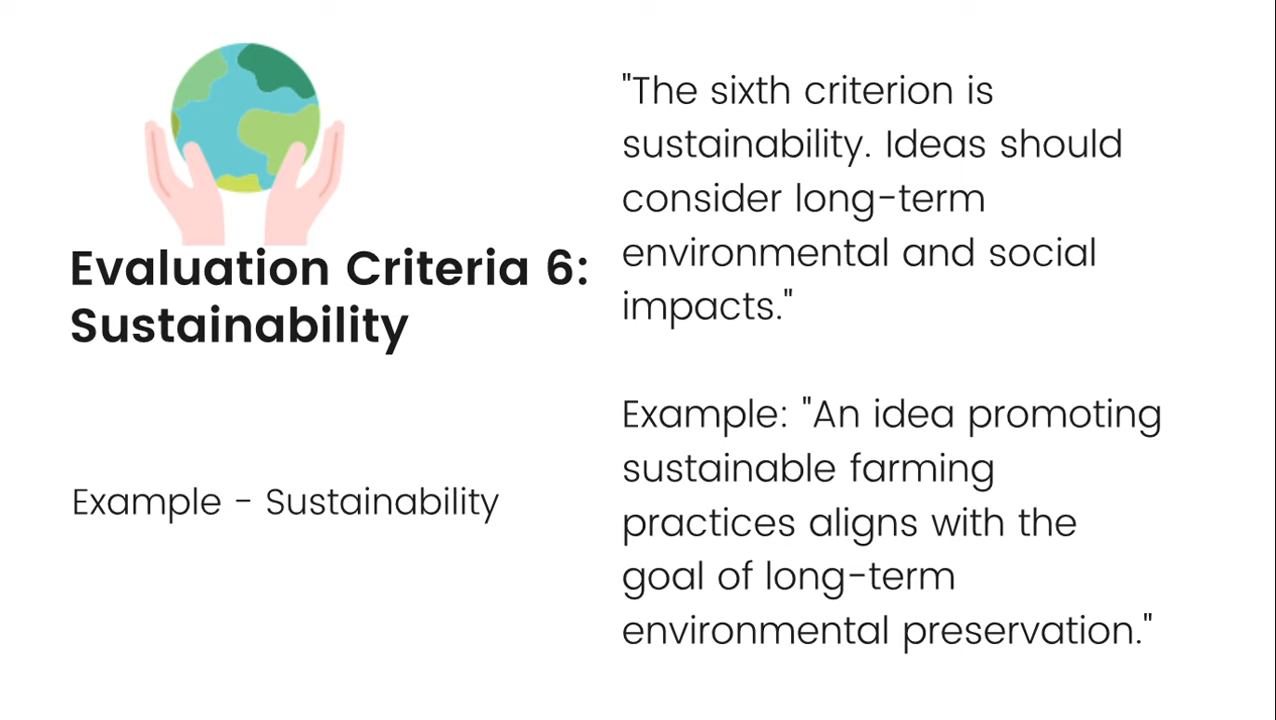 Evaluation Criteria 6:
Sustainability
Example - Sustainability
"The sixth criterion is
sustainability. Ideas should
consider long-term
environmental and social
impacts."
Example: "An idea promoting
sustainable farming
practices aligns with the
goal of long-term
environmental preservation."